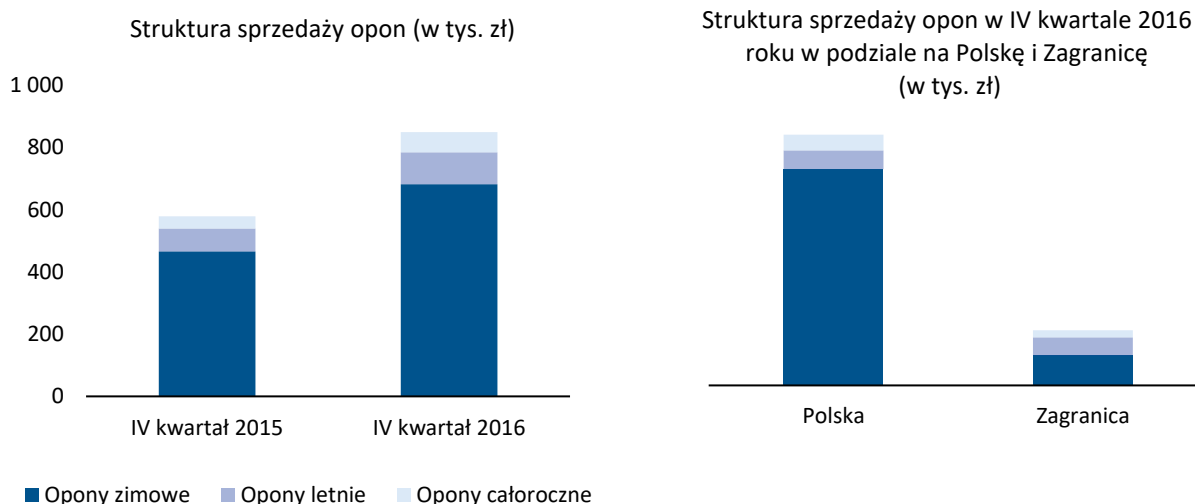 Struktura sprzedaży opon (w tys. zł)
1 000
800
600
400
200
0
IV kwartał 2015
IV kwartał 2016
Opony zimowe
Opony letnie
Opony całoroczne
Struktura sprzedaży opon w IV kwartale 2016
roku w podziale na Polskę i Zagranicę
(w tys. zł)
Polska
Zagranica